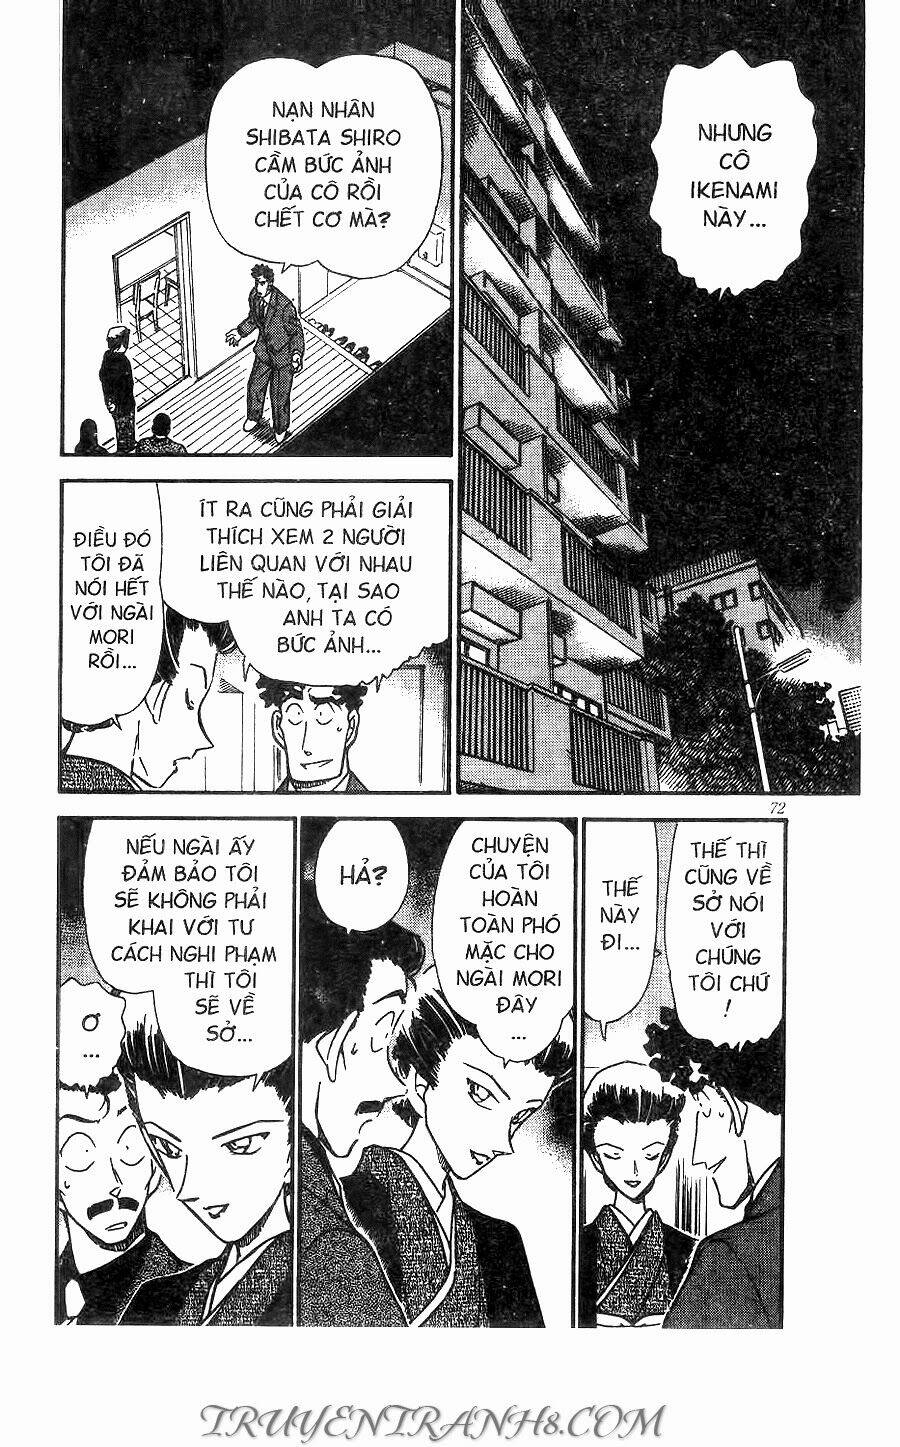 NHƯNG
CÔ
IKENAMI
NÀY...
NẠN NHÂN
SHIBATA SHIRO
CẦM BỨC ẢNH
CỦA CÔ RỒI
CHẾT CƠ MÀ?
ÍT RA CŨNG PHẢI GIẢI
THÍCH XEM 2 NGƯỜI
LIÊN QUAN VỚI NHAU
THẾ NÀO, TẠI SAO
ANH TA CÓ
BỨC ẢNH...
ĐIỀU ĐÓ
TÔI ĐÃ
NÓI HẾT
VỚI NGÀI
MORI
RỒI...
72
THẾ THÌ
CŨNG VỀ
SỞ NÓI
VỚI
CHÚNG
TÔI CHỨ
!
THẾ
NÀY
ĐI...
CHUYỆN
CỦA TÔI
HOÀN
TOÀN PHÓ
MẶC CHO
NGÀI MORI
ĐÂY
...
HẢ?
NẾU NGÀI ẤY
ĐẢM BẢO TÔI
SẼ KHÔNG PHẢI
KHAI VỚI TƯ
CÁCH NGHI PHẠM
THÌ TÔI
SẼ VỀ
SỞ...
Ơ
...
TRUYENTRANH8.COM